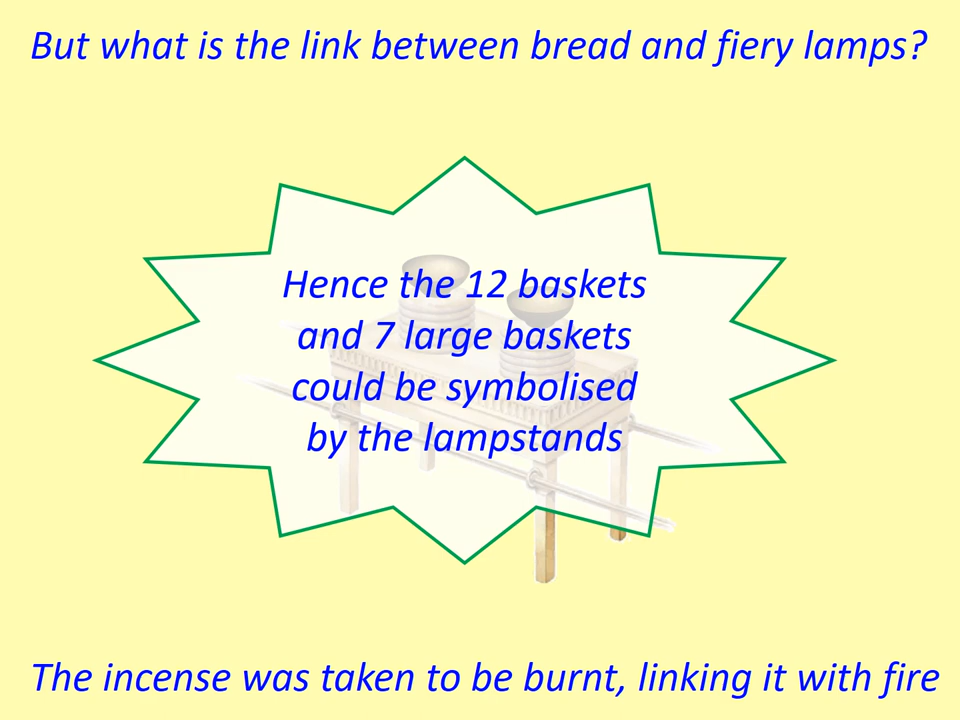 But what is the link between bread and fiery lamps?
Hence the 12 baskets
and 7 large baskets
could be symbolised
by the lampstands
The incense was taken to be burnt, linking it with fire